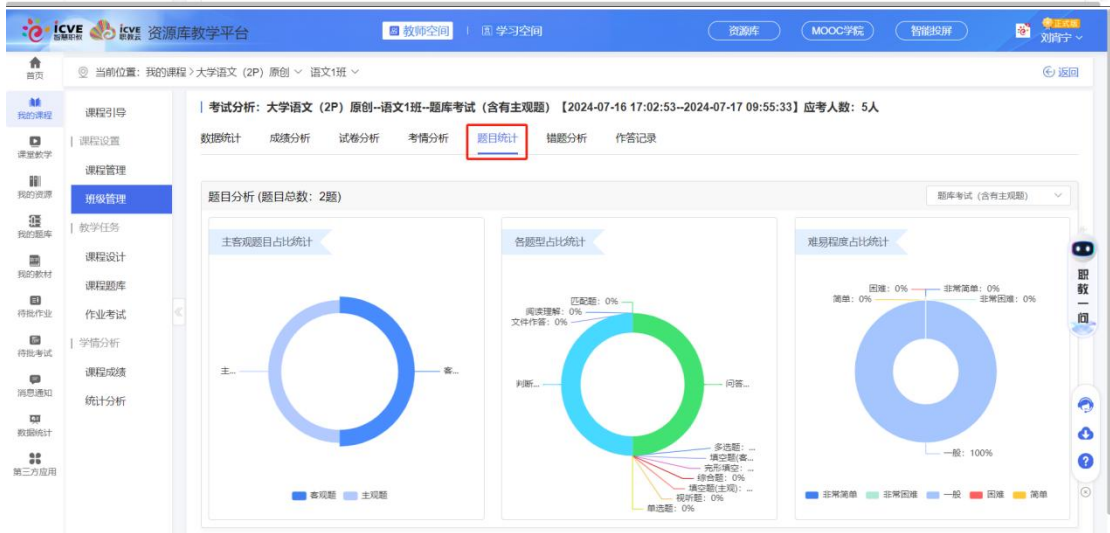 icve 智慧职教 icve 职教云 资源库教学平台
教师空间 学习空间
资源库 MOOC学院 智能投屏
正式版
刘肖宁
首页
当前位置：我的课程 > 大学语文（2P）原创 语文1班
返回
我的课程
课堂教学
我的资源
我的题库
我的教材
待批作业
待批考试
消息通知
数据统计
第三方应用
课程引导
课程设置
课程管理
班级管理
教学任务
课程设计
课程题库
作业考试
学情分析
课程成绩
统计分析
考试分析：大学语文（2P）原创--语文1班--题库考试（含有主观题）【2024-07-16 17:02:53--2024-07-17 09:55:33】应考人数：5人
数据统计 成绩分析 试卷分析 考情分析 题目统计 错题分析 作答记录
题目分析(题目总数：2题)
题库考试（含有主观题）
主客观题目占比统计
主...
客...
客观题 主观题
各题型占比统计
匹配题：0%
阅读理解：0%
文件作答：0%
判断...
问答...
多选题：...
填空题(客...
完形填空：...
综合题：0%
填空题(主观)：...
视听题：0%
单选题：0%
难易程度占比统计
困难：0% 非常简单：0%
简单：0% 非常困难：0%
一般：100%
非常简单 非常困难 一般 困难 简单
职教一问